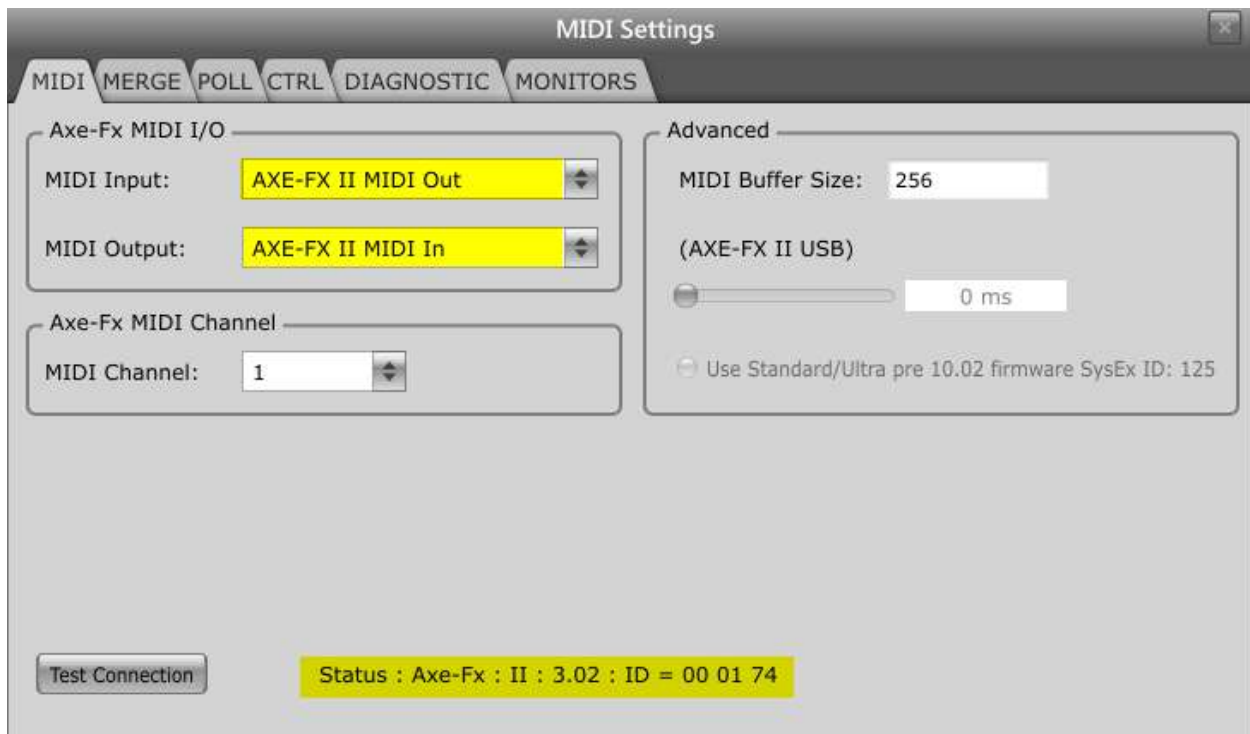 MIDI Settings
MIDI MERGE POLL CTRL DIAGNOSTIC MONITORS
Axe-Fx MIDI I/O
MIDI Input: AXE-FX II MIDI Out
MIDI Output: AXE-FX II MIDI In
Axe-Fx MIDI Channel
MIDI Channel: 1
Advanced
MIDI Buffer Size: 256
(AXE-FX II USB)
0 ms
Use Standard/Ultra pre 10.02 firmware SysEx ID: 125
Test Connection
Status : Axe-Fx : II : 3.02 : ID = 00 01 74